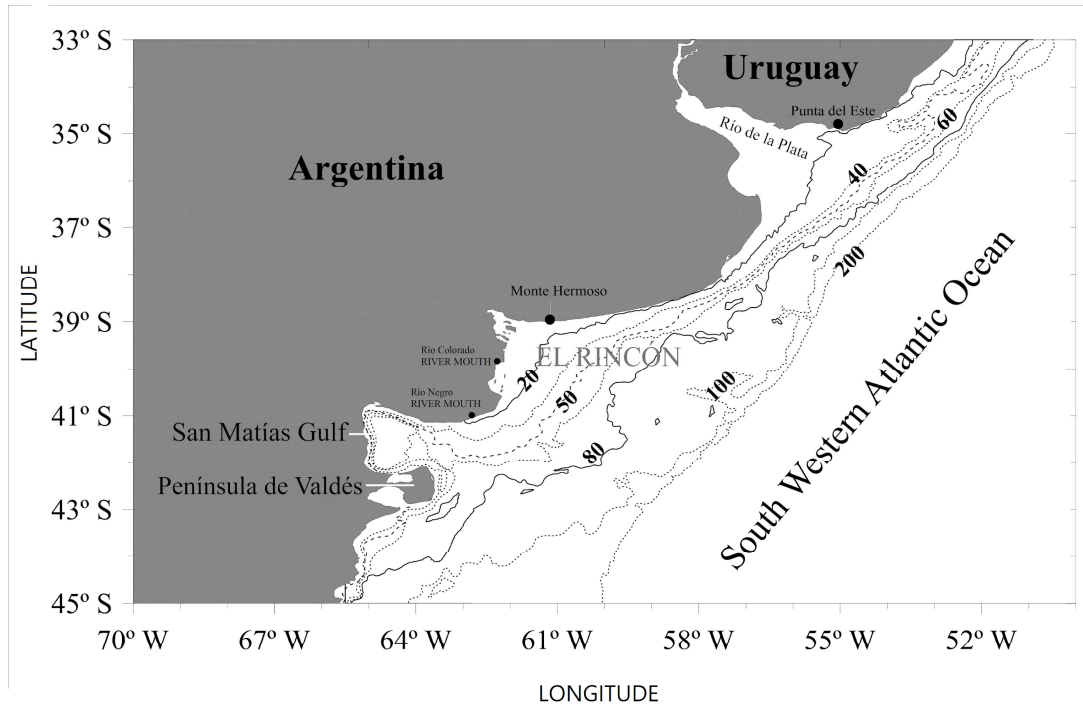 33º S
Uruguay
Punta del Este
60
35º S
Río de la Plata
Argentina
40
37º S
200
Monte Hermoso
39º S
LATITUDE
Río Colorado
RIVER MOUTH
EL RINCÓN
20
50
100
Río Negro
RIVER MOUTH
41º S
San Matías Gulf
80
Península de Valdés
43º S
South Western Atlantic Ocean
45º S
70º W
67º W
64º W
61º W
58º W
55º W
52º W
LONGITUDE